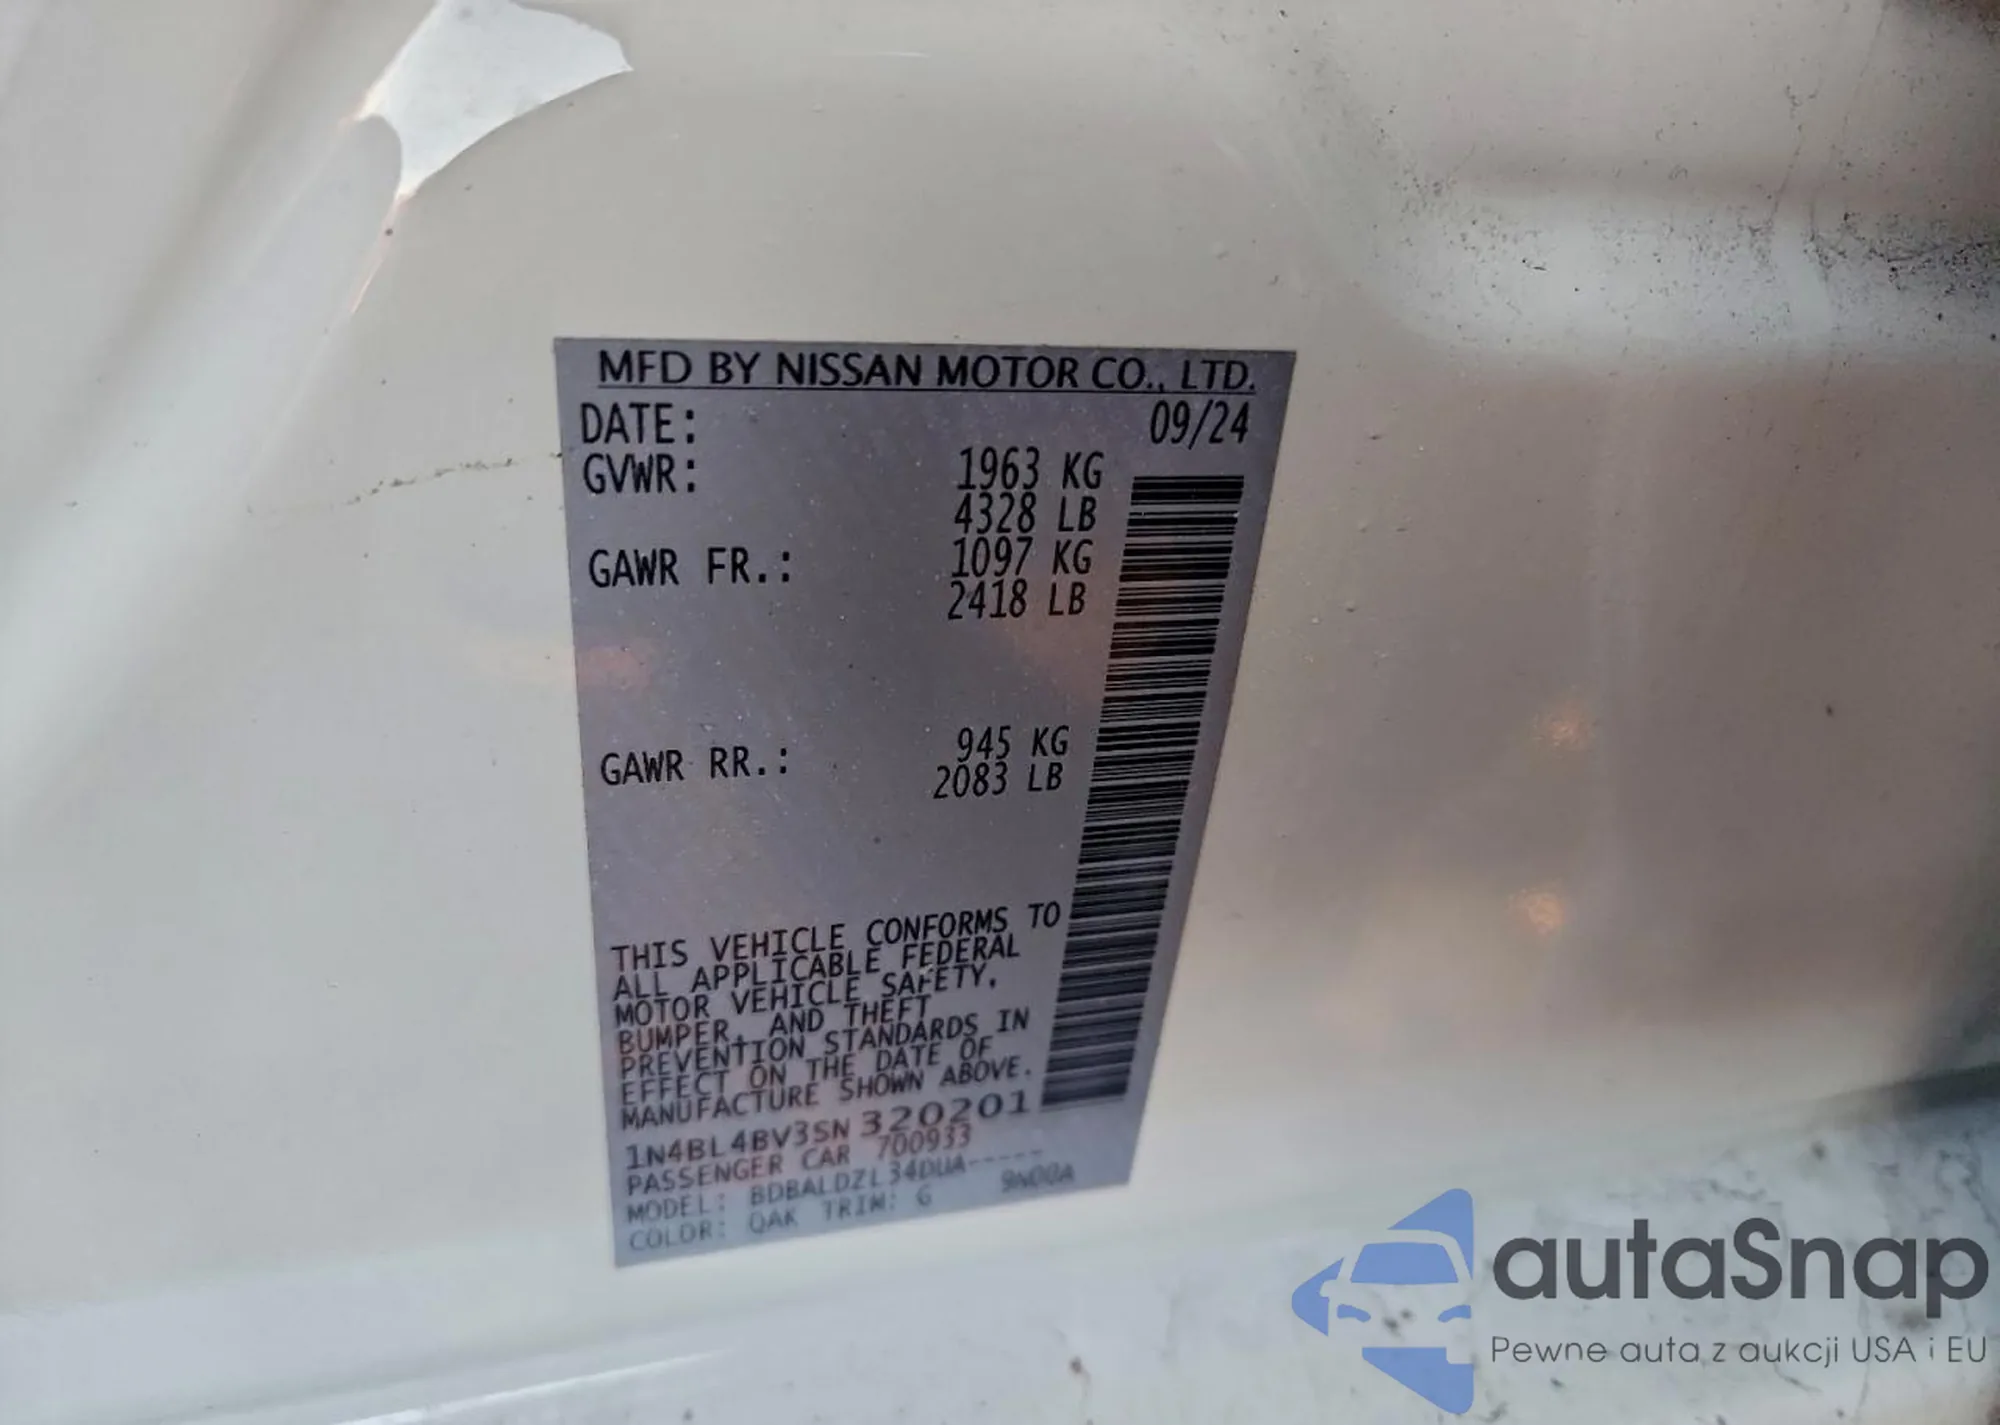 MFD BY NISSAN MOTOR CO., LTD.
DATE: 09/24
GVWR: 1963 KG
4328 LB
GAWR FR.: 1097 KG
2418 LB
GAWR RR.: 945 KG
2083 LB
THIS VEHICLE CONFORMS TO
ALL APPLICABLE FEDERAL
MOTOR VEHICLE SAFETY,
BUMPER, AND THEFT
PREVENTION STANDARDS IN
EFFECT ON THE DATE OF
MANUFACTURE SHOWN ABOVE.
1N4BL4BV3SN320201
PASSENGER CAR 700933
MODEL: BDBALDZL34DUA-----
COLOR: QAK TRIM: G 9N00A
autaSnap
Pewne auta z aukcji USA i EU